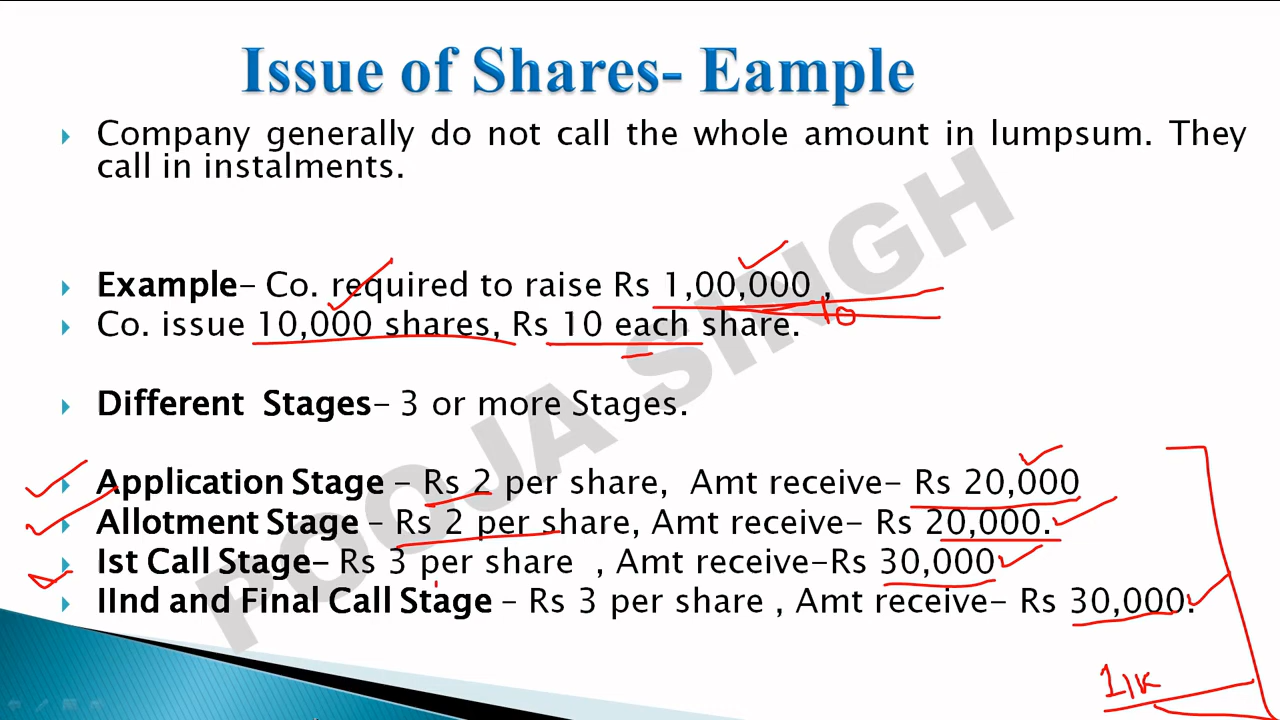 Issue of Shares- Eample
Company generally do not call the whole amount in lumpsum. They
call in instalments.
Example- Co. required to raise Rs 1,00,000 ,
10
Co. issue 10,000 shares, Rs 10 each share.
Different Stages- 3 or more Stages.
Application Stage - Rs 2 per share, Amt receive- Rs 20,000
Allotment Stage - Rs 2 per share, Amt receive- Rs 20,000.
Ist Call Stage- Rs 3 per share , Amt receive-Rs 30,000
IInd and Final Call Stage - Rs 3 per share , Amt receive- Rs 30,000.
POOJA SINGH